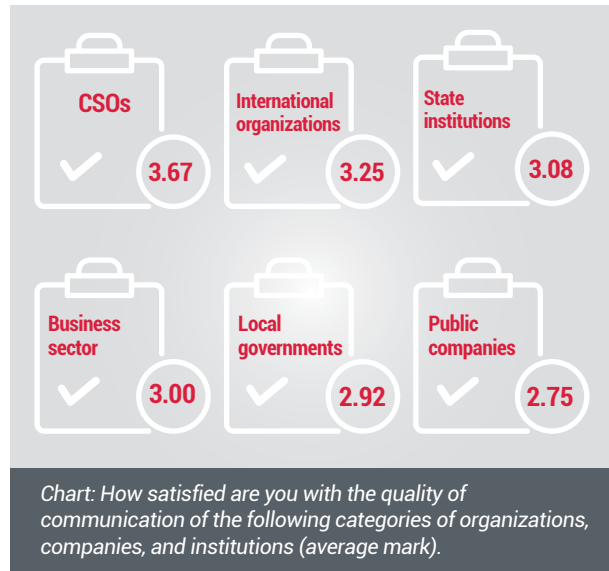 CSOs
3.67
International
organizations
3.25
State
institutions
3.08
Business
sector
3.00
Local
governments
2.92
Public
companies
2.75
Chart: How satisfied are you with the quality of
communication of the following categories of organizations,
companies, and institutions (average mark).